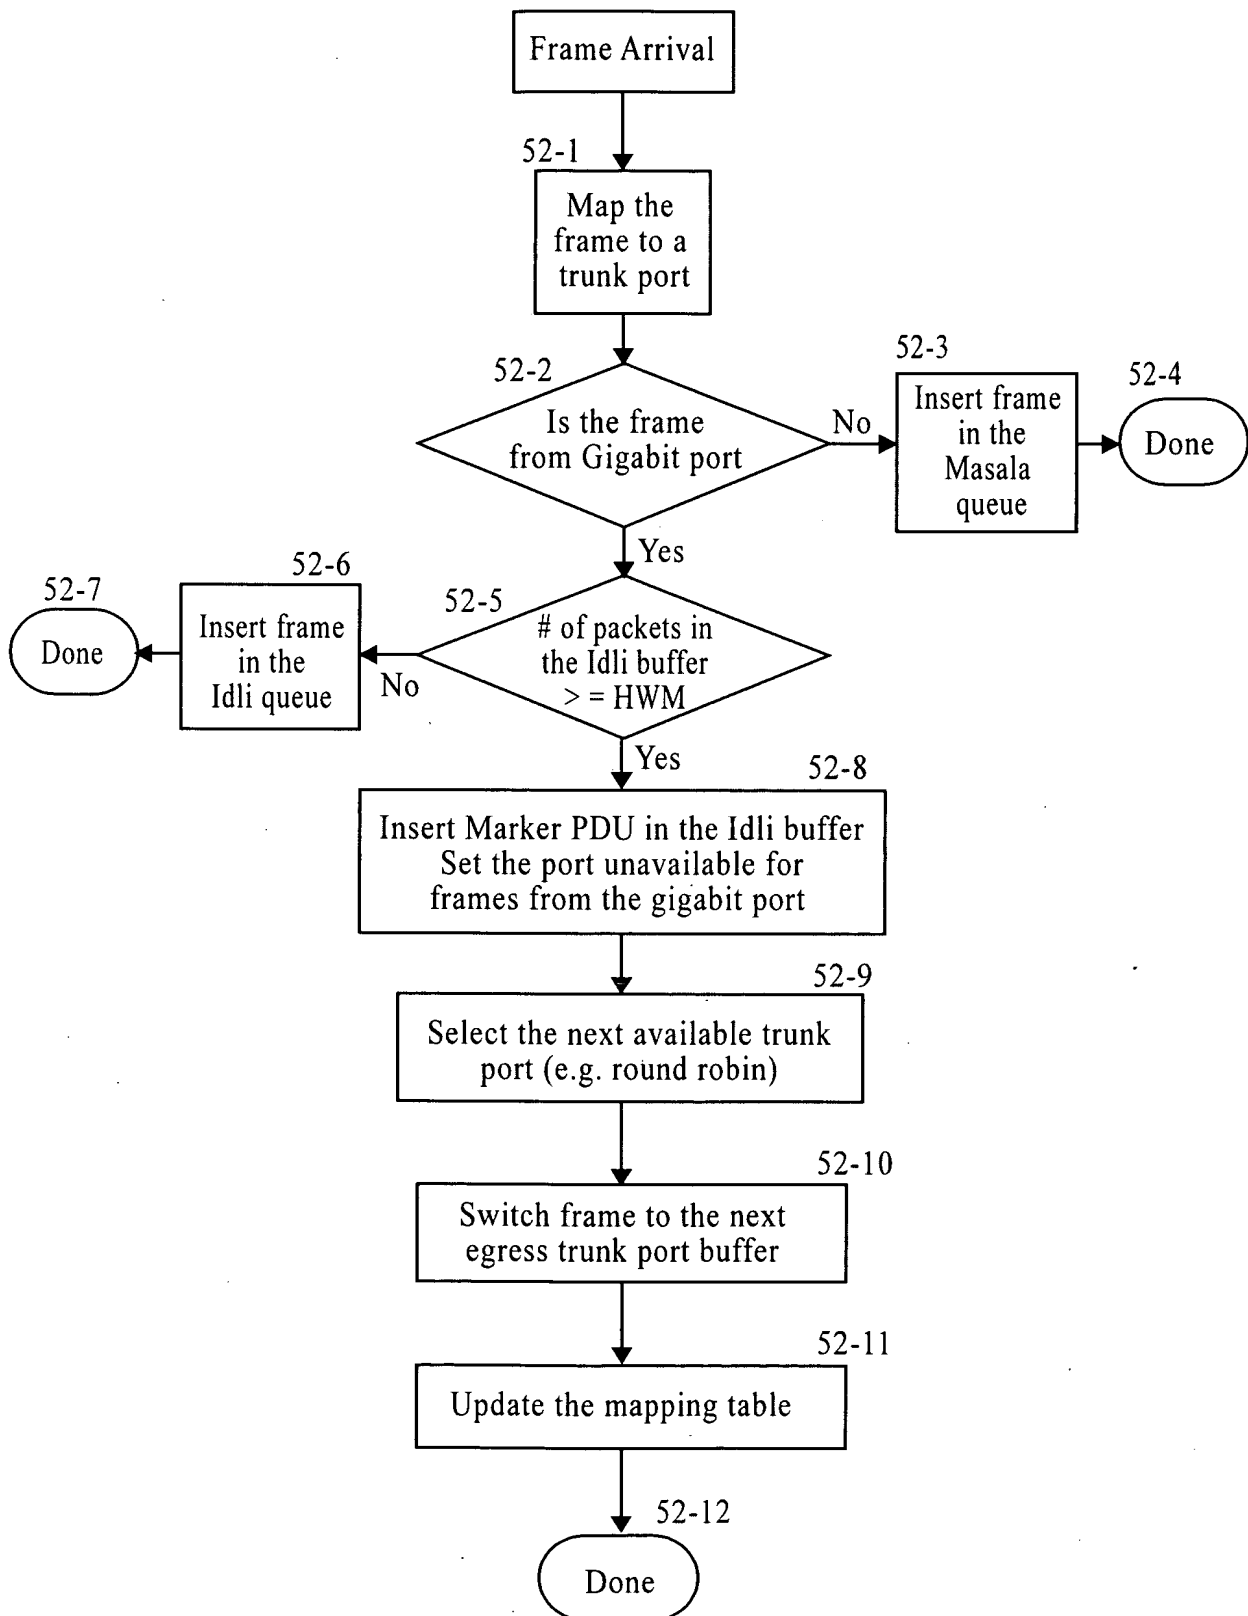 Frame Arrival
52-1
Map the
frame to a
trunk port
52-2
Is the frame
from Gigabit port
No
52-3
Insert frame
in the
Masala
queue
52-4
Done
Yes
52-5
# of packets in
the Idli buffer
> = HWM
No
52-6
Insert frame
in the
Idli queue
52-7
Done
Yes
52-8
Insert Marker PDU in the Idli buffer
Set the port unavailable for
frames from the gigabit port
52-9
Select the next available trunk
port (e.g. round robin)
52-10
Switch frame to the next
egress trunk port buffer
52-11
Update the mapping table
52-12
Done